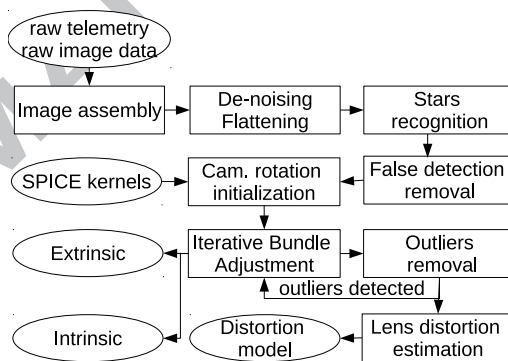 raw telemetry
raw image data
Image assembly
De-noising
Flattening
Stars
recognition
SPICE kernels
Cam. rotation
initialization
False detection
removal
Extrinsic
Iterative Bundle
Adjustment
Outliers
removal
outliers detected
Intrinsic
Distortion
model
Lens distortion
estimation